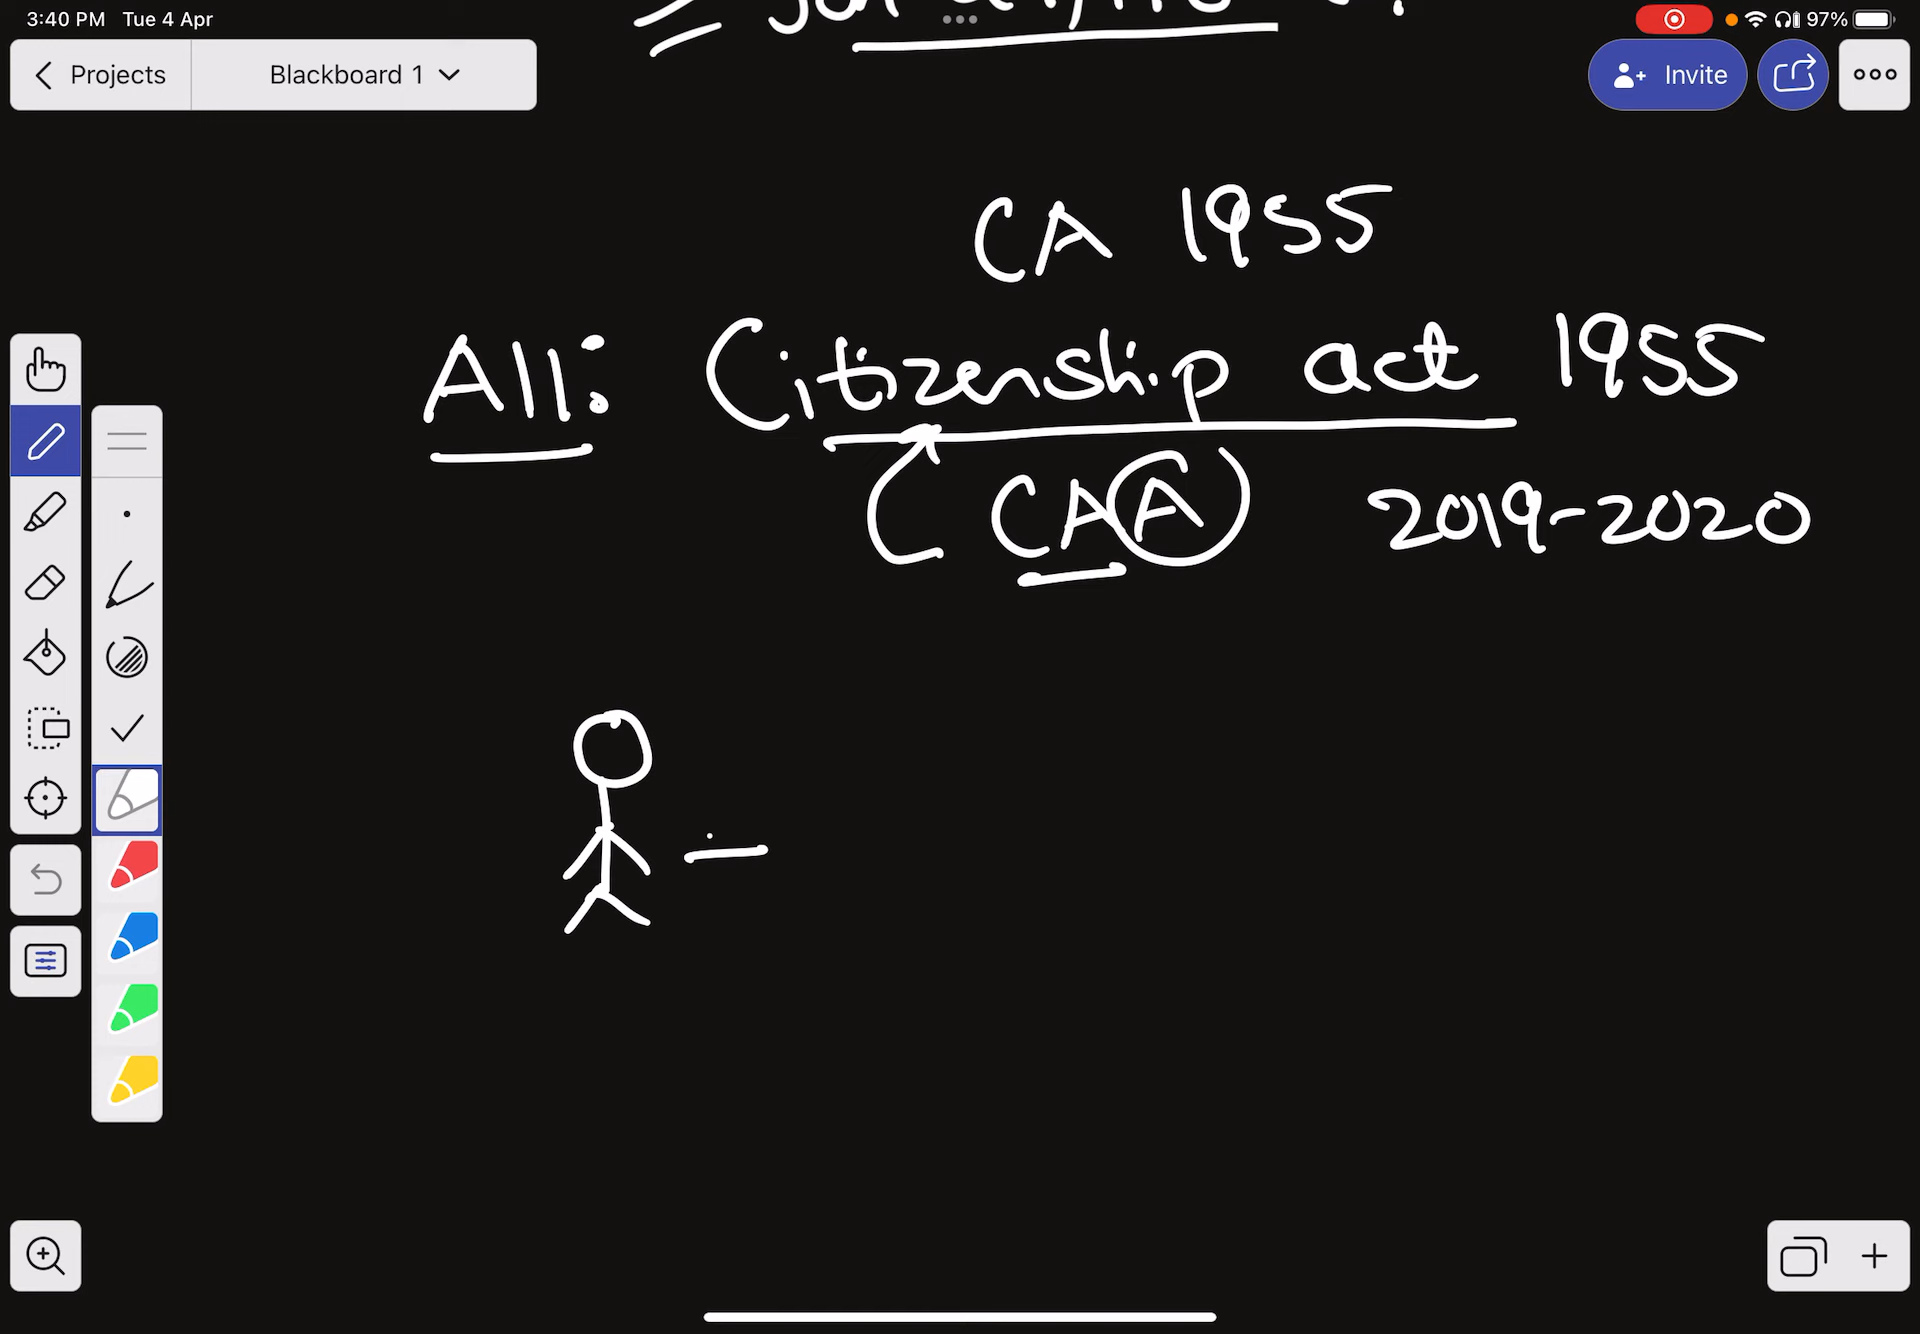 3:40 PM Tue 4 Apr
97%
Projects
Blackboard 1
Invite
CA 1955
All: Citizenship act 1955
CAA 2019-2020